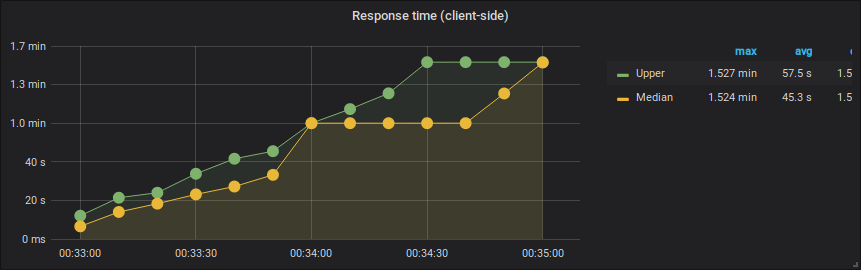 Response time (client-side)
1.7 min
1.3 min
1.0 min
40 s
20 s
0 ms
00:33:00 00:33:30 00:34:00 00:34:30 00:35:00
max avg
Upper 1.527 min 57.5 s 1.5
Median 1.524 min 45.3 s 1.5